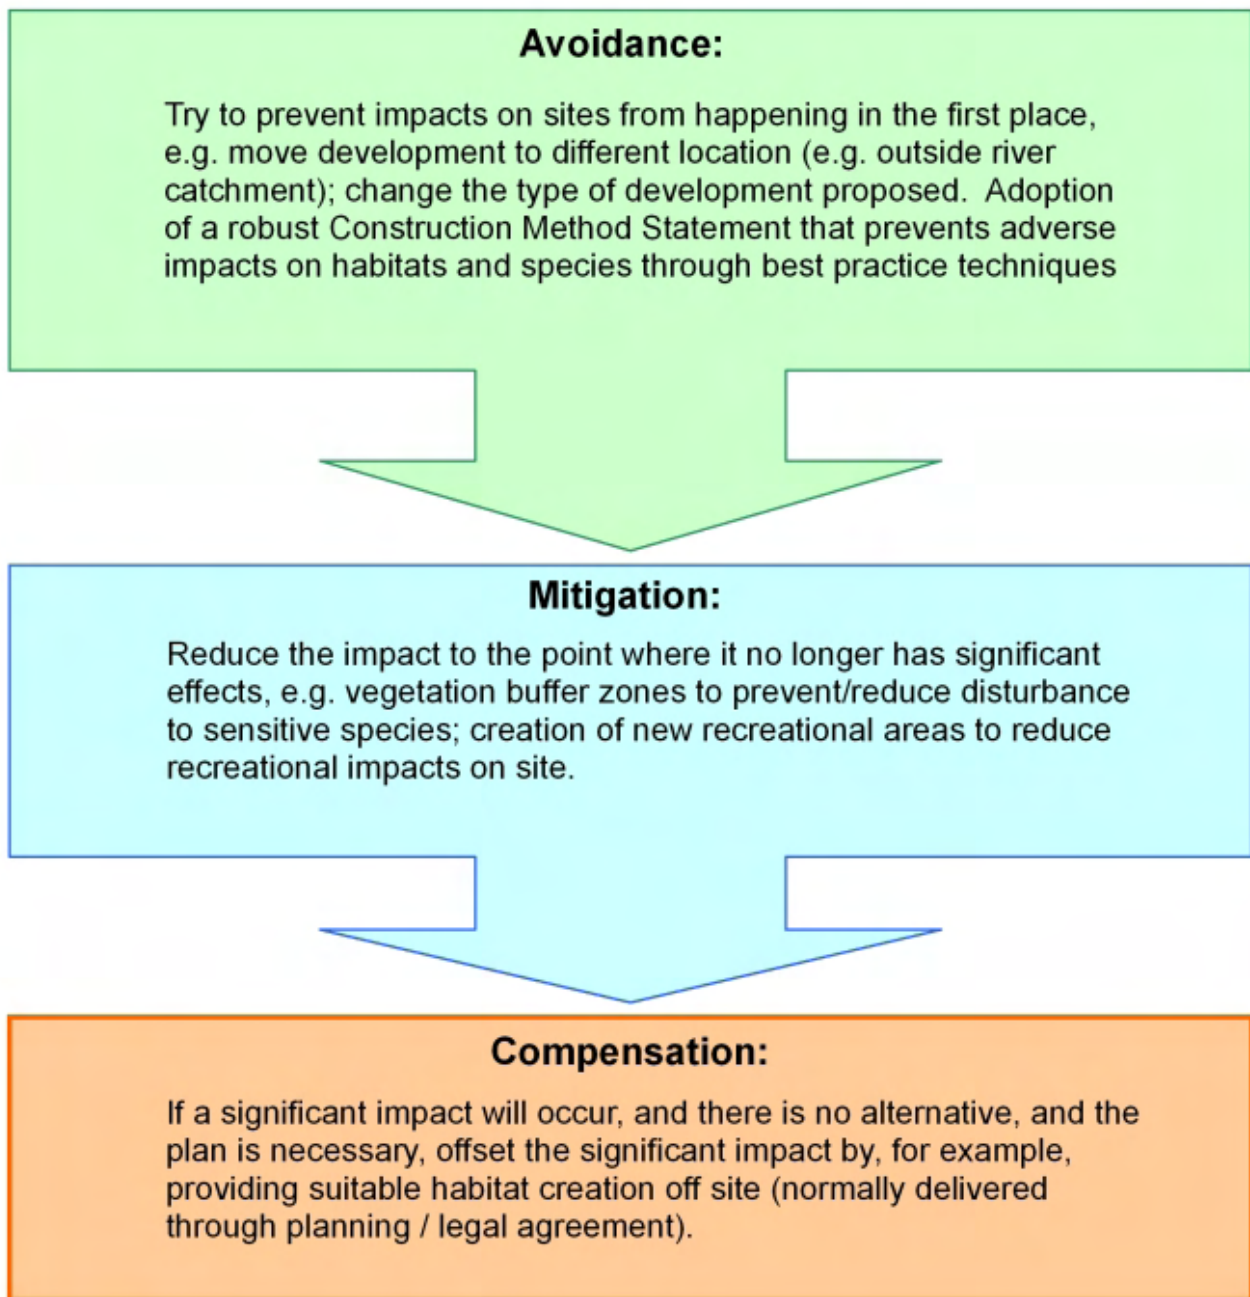 Avoidance:
Try to prevent impacts on sites from happening in the first place,
e.g. move development to different location (e.g. outside river
catchment); change the type of development proposed.  Adoption
of a robust Construction Method Statement that prevents adverse
impacts on habitats and species through best practice techniques
Mitigation:
Reduce the impact to the point where it no longer has significant
effects, e.g. vegetation buffer zones to prevent/reduce disturbance
to sensitive species; creation of new recreational areas to reduce
recreational impacts on site.
Compensation:
If a significant impact will occur, and there is no alternative, and the
plan is necessary, offset the significant impact by, for example,
providing suitable habitat creation off site (normally delivered
through planning / legal agreement).